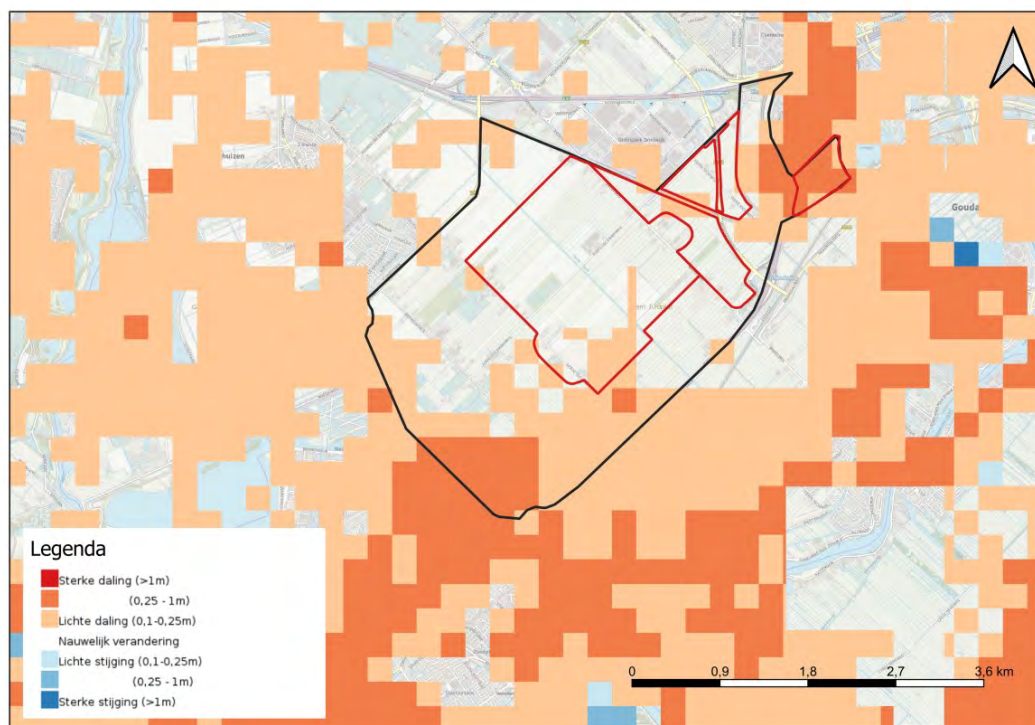 huizen
Gouda
Legenda
Sterke daling (>1m)
(0,25 - 1m)
Lichte daling (0,1-0,25m)
Nauwelijk verandering
Lichte stijging (0,1-0,25m)
(0,25 - 1m)
Sterke stijging (>1m)
0 0,9 1,8 2,7 3,6 km